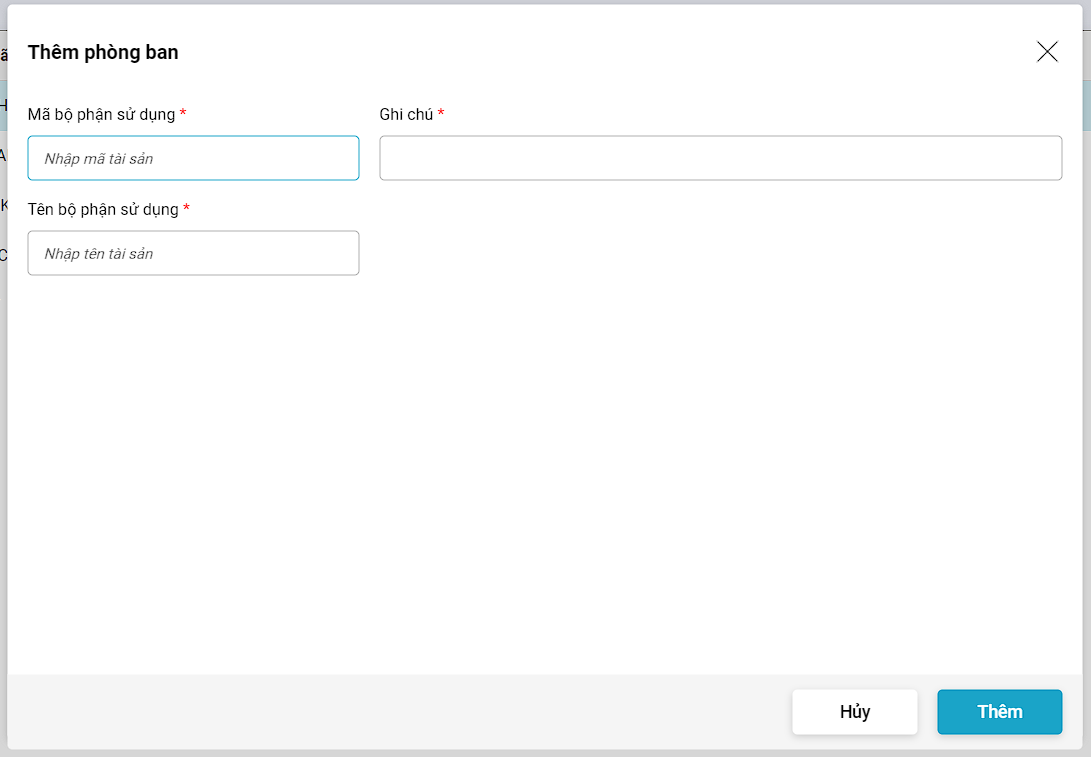 Thêm phòng ban
Mã bộ phận sử dụng * Ghi chú *
Nhập mã tài sản
Tên bộ phận sử dụng *
Nhập tên tài sản
Hủy Thêm